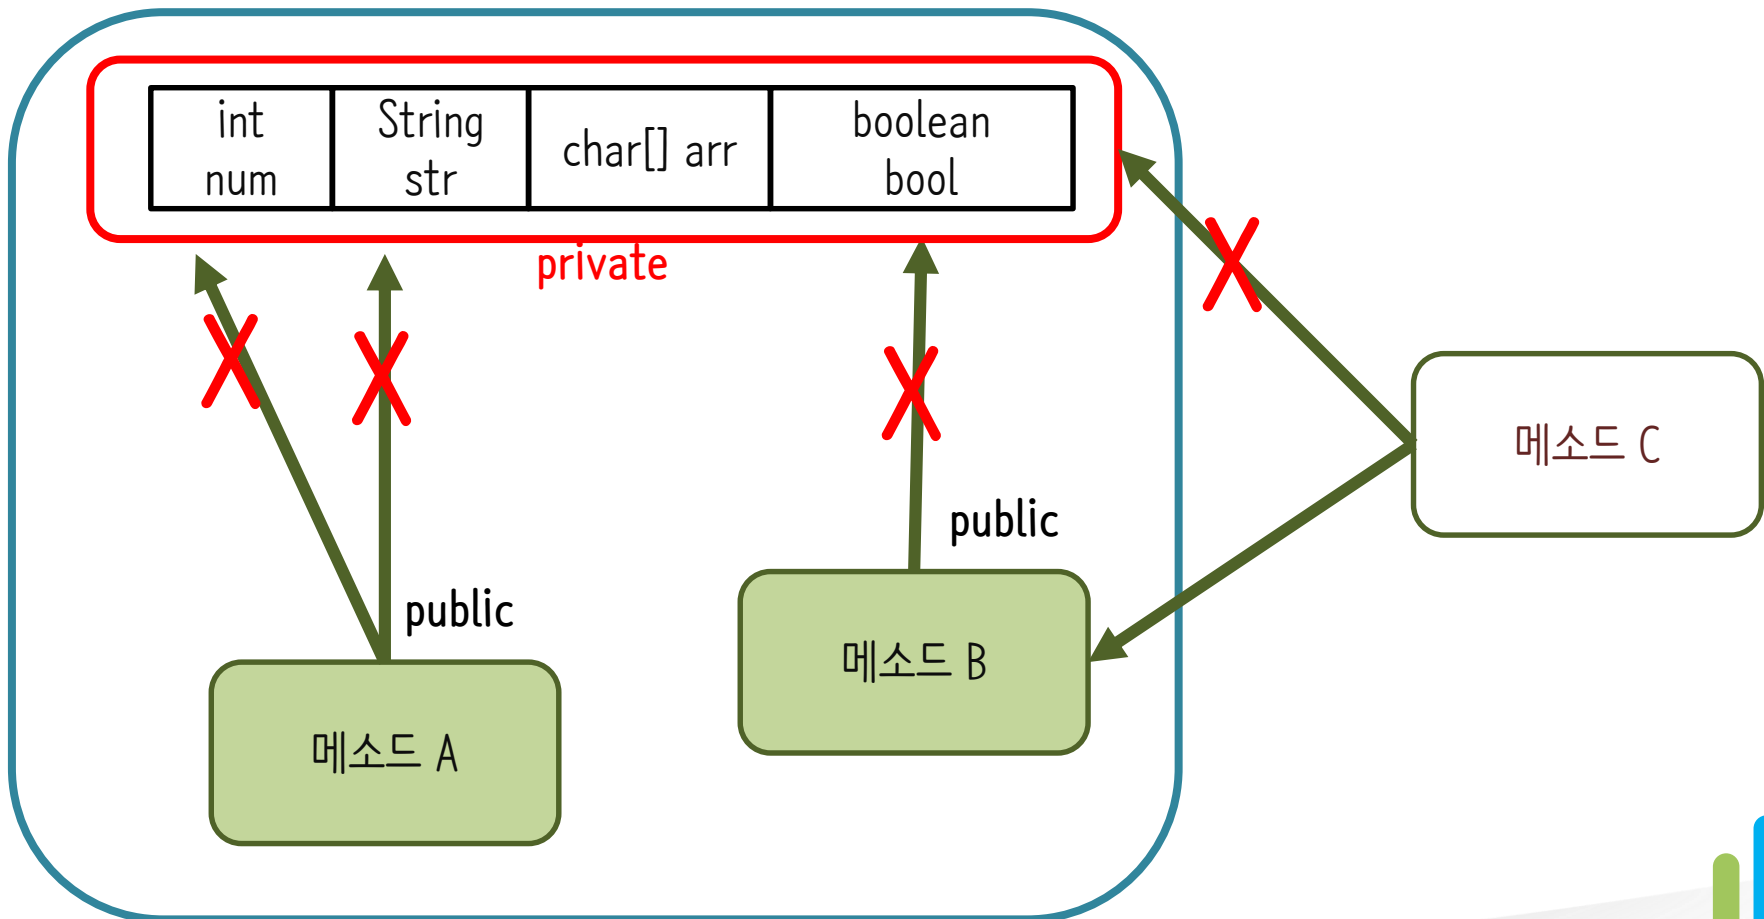 int
num
String
str
char[] arr
boolean
bool
private
public
public
메소드 A
메소드 B
메소드 C